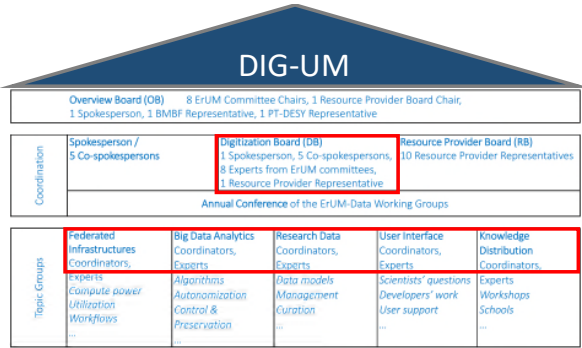 DIG-UM
Overview Board (OB) 8 ErUM Committee Chairs, 1 Resource Provider Board Chair,
1 Spokesperson, 1 BMBF Representative, 1 PT-DESY Representative
Coordination
Spokesperson /
5 Co-spokespersons
Digitization Board (DB)
1 Spokesperson, 5 Co-spokespersons,
8 Experts from ErUM committees,
1 Resource Provider Representative
Resource Provider Board (RB)
10 Resource Provider Representatives
Annual Conference of the ErUM-Data Working Groups
Topic Groups
Federated
Infrastructures
Coordinators,
Experts
Compute power
Utilization
Workflows
...
Big Data Analytics
Coordinators,
Experts
Algorithms
Autonomization
Control &
Preservation
...
Research Data
Coordinators,
Experts
Data models
Management
Curation
...
User Interface
Coordinators,
Experts
Scientists' questions
Developers' work
User support
...
Knowledge
Distribution
Coordinators,
Experts
Workshops
Schools
...